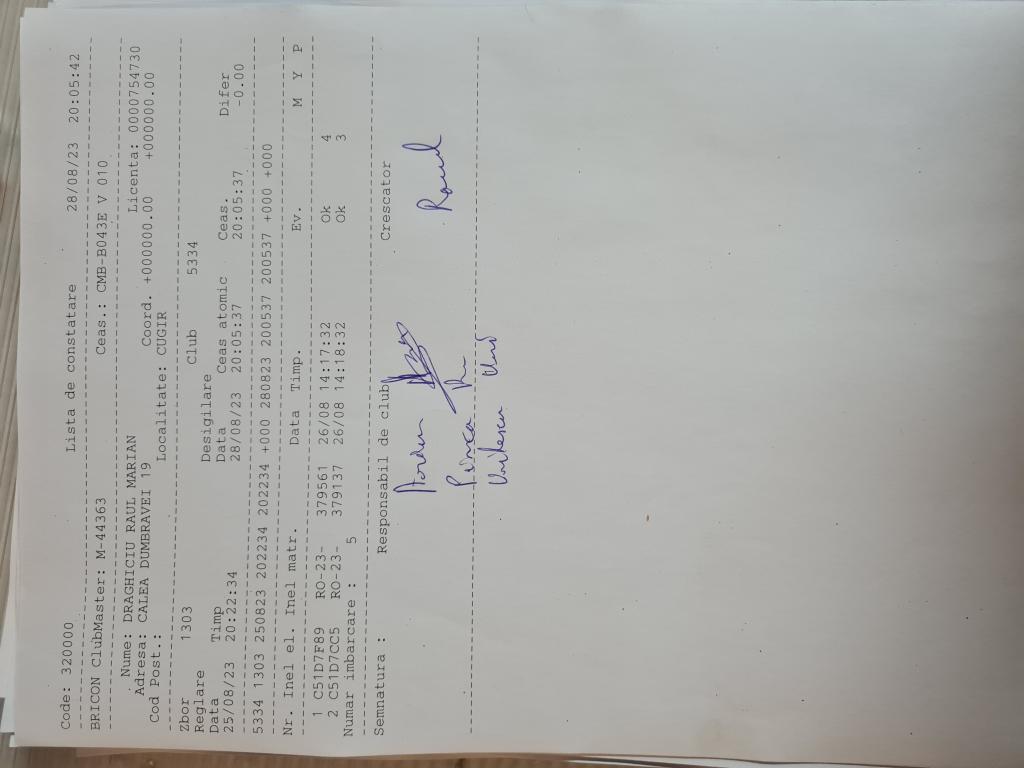 Code: 320000 Lista de constatare 28/08/23 20:05:42
BRICON ClubMaster: M-44363 Ceas.: CMB-B043E V 010
Nume: DRAGHICIU RAUL MARIAN Licenta: 0000754730
Adresa: CALEA DUMBRAVEI 19 Coord. +000000.00 +000000.00
Cod Post.: Localitate: CUGIR
Zbor 1303 Club 5334
Reglare Desigilare
Data Timp Data Ceas atomic Ceas. Difer
25/08/23 20:22:34 28/08/23 20:05:37 20:05:37 -0.00
5334 1303 250823 202234 202234 +000 280823 200537 200537 +000 +000
Nr. Inel el. Inel matr. Data Timp. Ev. M Y P
1 C51D7F89 RO-23- 379561 26/08 14:17:32 Ok 4
2 C51D7CC5 RO-23- 379137 26/08 14:18:32 Ok 3
Numar imbarcare : 5
Semnatura : Responsabil de club Crescator